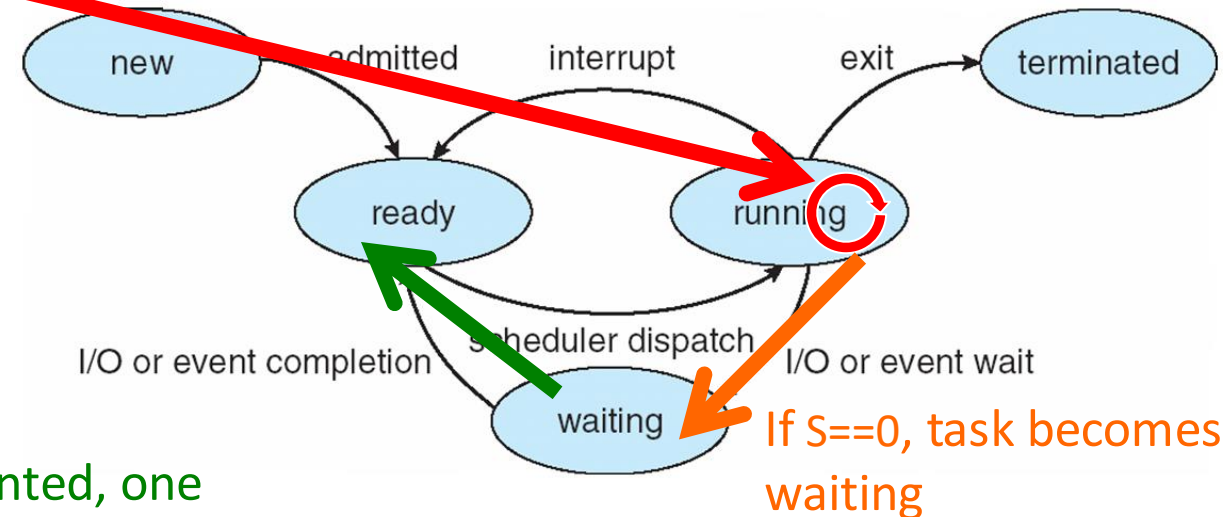 new
admitted
interrupt
exit
terminated
ready
running
scheduler dispatch
I/O or event completion
I/O or event wait
waiting
If S==0, task becomes
waiting
nted, one